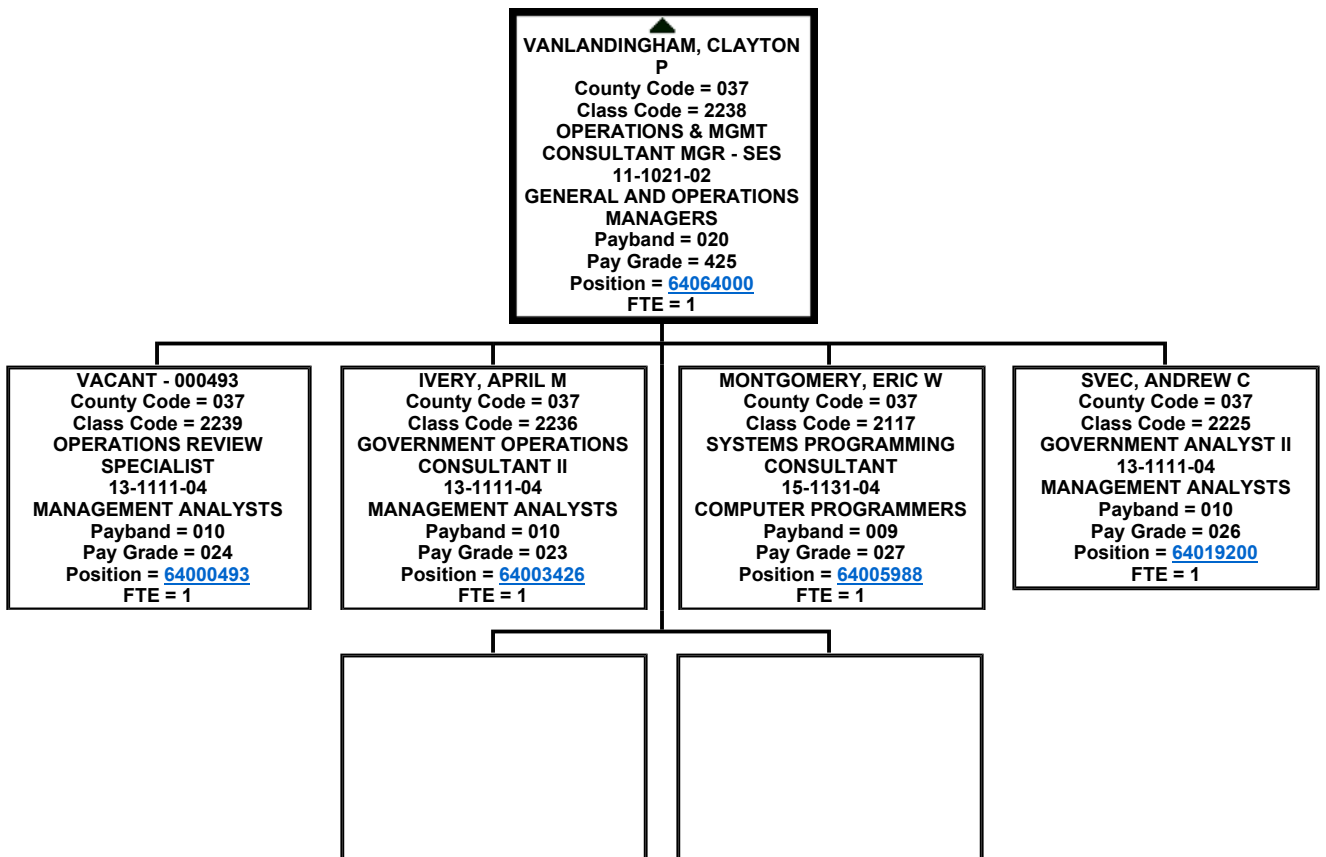 VANLANDINGHAM, CLAYTON
P
County Code = 037
Class Code = 2238
OPERATIONS & MGMT
CONSULTANT MGR - SES
11-1021-02
GENERAL AND OPERATIONS
MANAGERS
Payband = 020
Pay Grade = 425
Position = 64064000
FTE = 1
VACANT - 000493
County Code = 037
Class Code = 2239
OPERATIONS REVIEW
SPECIALIST
13-1111-04
MANAGEMENT ANALYSTS
Payband = 010
Pay Grade = 024
Position = 64000493
FTE = 1
IVERY, APRIL M
County Code = 037
Class Code = 2236
GOVERNMENT OPERATIONS
CONSULTANT II
13-1111-04
MANAGEMENT ANALYSTS
Payband = 010
Pay Grade = 023
Position = 64003426
FTE = 1
MONTGOMERY, ERIC W
County Code = 037
Class Code = 2117
SYSTEMS PROGRAMMING
CONSULTANT
15-1131-04
COMPUTER PROGRAMMERS
Payband = 009
Pay Grade = 027
Position = 64005988
FTE = 1
SVEC, ANDREW C
County Code = 037
Class Code = 2225
GOVERNMENT ANALYST II
13-1111-04
MANAGEMENT ANALYSTS
Payband = 010
Pay Grade = 026
Position = 64019200
FTE = 1